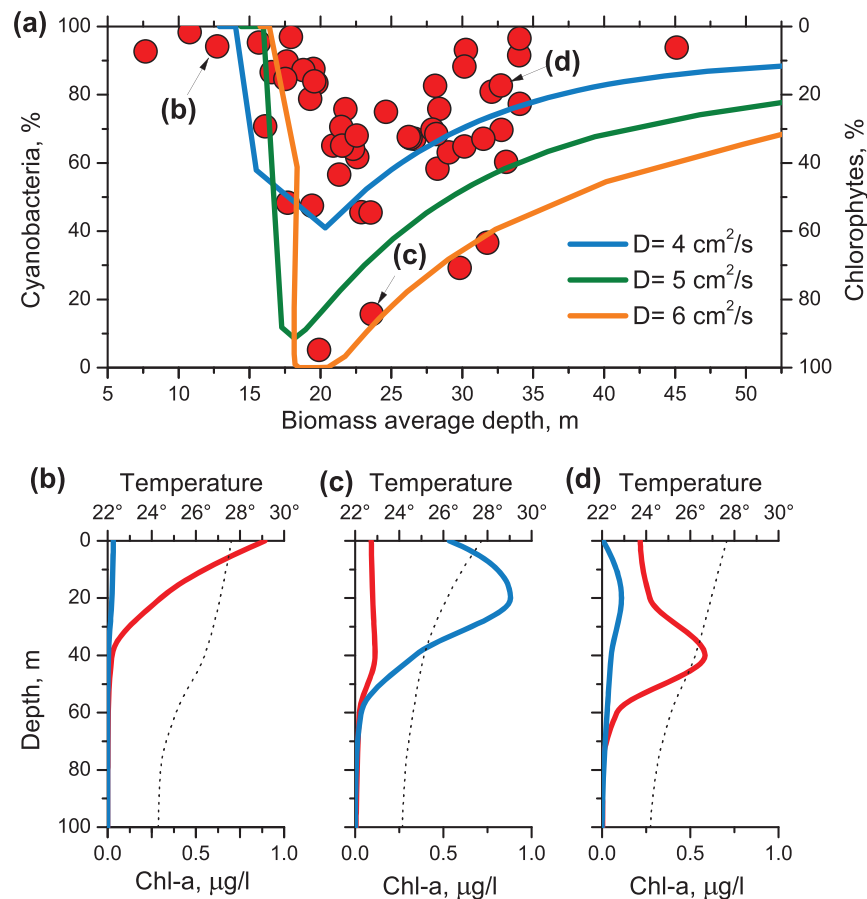 (a)
100
80
60
40
20
0
Cyanobacteria, %
0
20
40
60
80
100
Chlorophytes, %
(b)
(d)
(c)
D= 4 cm²/s
D= 5 cm²/s
D= 6 cm²/s
5 10 15 20 25 30 35 40 45 50
Biomass average depth, m
(b) Temperature (c) Temperature (d) Temperature
22° 24° 26° 28° 30° 22° 24° 26° 28° 30° 22° 24° 26° 28° 30°
0
20
40
60
80
100
Depth, m
0.0 0.5 1.0 0.0 0.5 1.0 0.0 0.5 1.0
Chl-a, μg/l Chl-a, μg/l Chl-a, μg/l